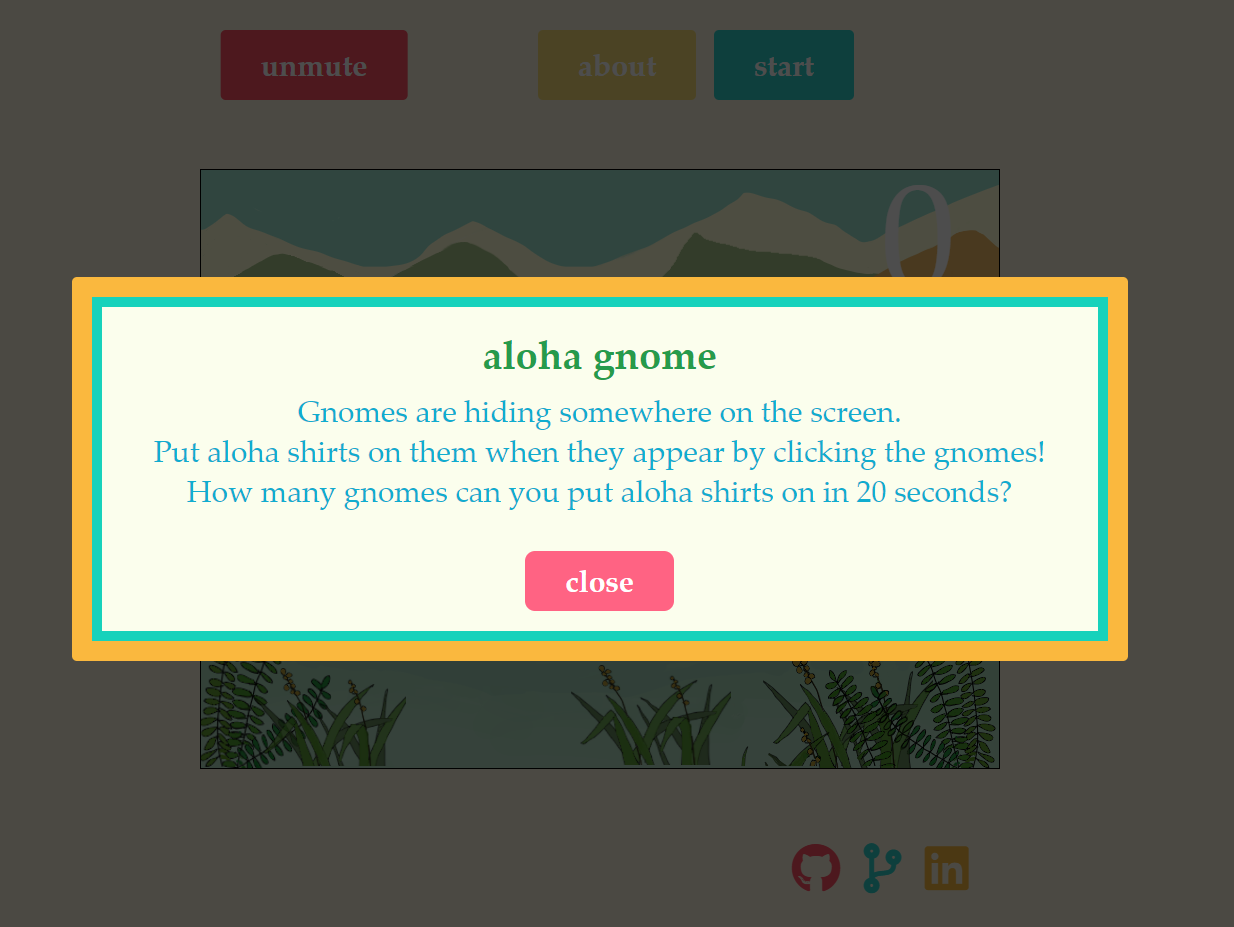 unmute
about
start
0
aloha gnome
Gnomes are hiding somewhere on the screen.
Put aloha shirts on them when they appear by clicking the gnomes!
How many gnomes can you put aloha shirts on in 20 seconds?
close
in